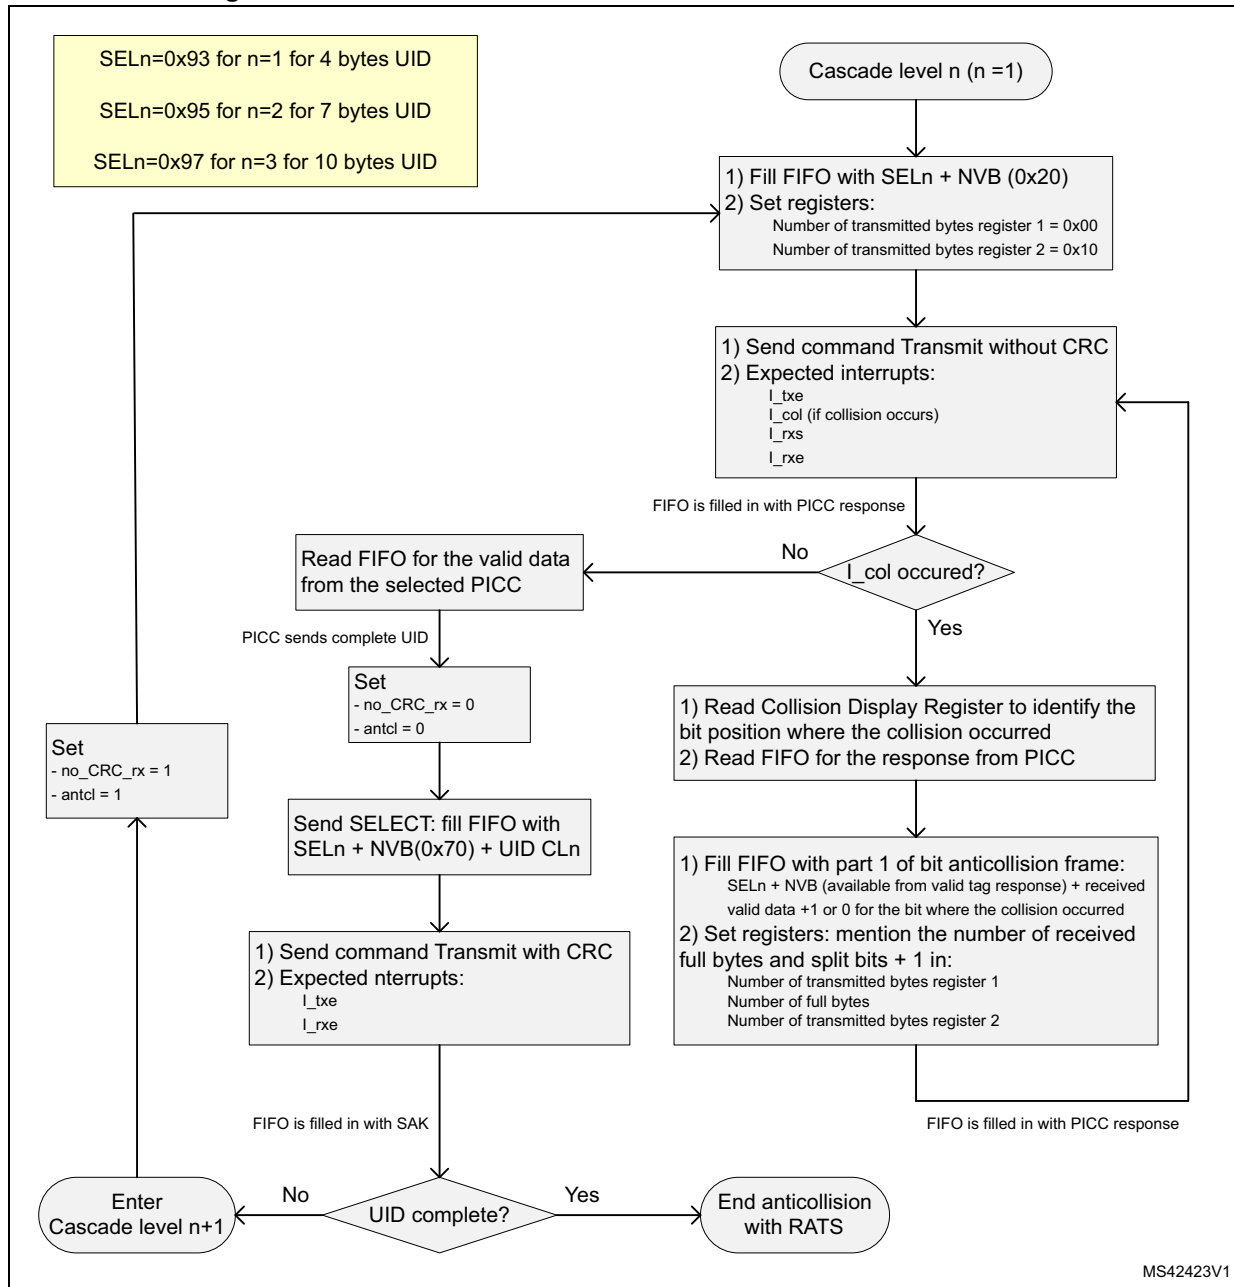 SELn=0x93 for n=1 for 4 bytes UID
SELn=0x95 for n=2 for 7 bytes UID
SELn=0x97 for n=3 for 10 bytes UID
Cascade level n (n =1)
1) Fill FIFO with SELn + NVB (0x20)
2) Set registers:
Number of transmitted bytes register 1 = 0x00
Number of transmitted bytes register 2 = 0x10
1) Send command Transmit without CRC
2) Expected interrupts:
I_txe
I_col (if collision occurs)
I_rxs
I_rxe
FIFO is filled in with PICC response
I_col occured?
No
Yes
Read FIFO for the valid data
from the selected PICC
PICC sends complete UID
Set
- no_CRC_rx = 0
- antcl = 0
Send SELECT: fill FIFO with
SELn + NVB(0x70) + UID CLn
1) Send command Transmit with CRC
2) Expected nterrupts:
I_txe
I_rxe
FIFO is filled in with SAK
1) Read Collision Display Register to identify the
bit position where the collision occurred
2) Read FIFO for the response from PICC
1) Fill FIFO with part 1 of bit anticollision frame:
SELn + NVB (available from valid tag response) + received
valid data +1 or 0 for the bit where the collision occurred
2) Set registers: mention the number of received
full bytes and split bits + 1 in:
Number of transmitted bytes register 1
Number of full bytes
Number of transmitted bytes register 2
FIFO is filled in with PICC response
UID complete?
Yes
End anticollision
with RATS
No
Enter
Cascade level n+1
Set
- no_CRC_rx = 1
- antcl = 1
MS42423V1